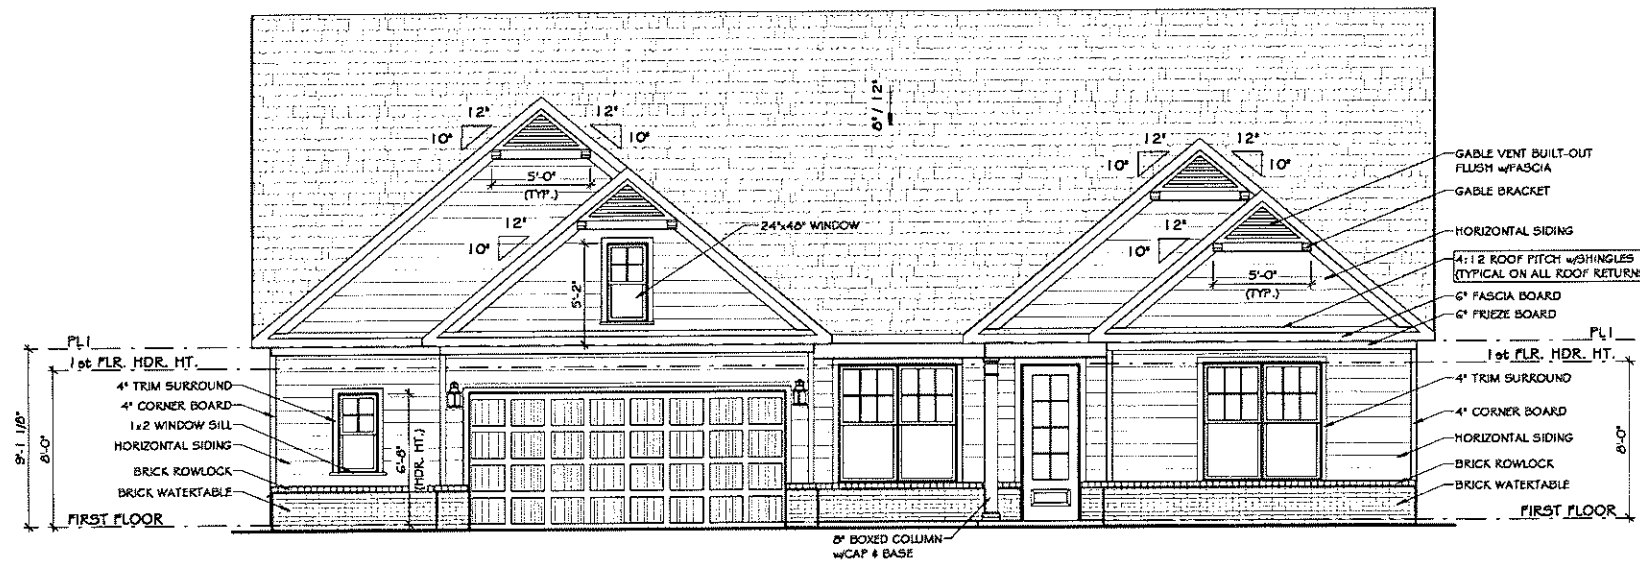 8" / 12"
12"
10"
12"
10"
5'-0"
(TYP.)
12"
10"
24"x48" WINDOW
5'-2"
12"
10"
12"
10"
12"
10"
5'-0"
(TYP.)
GABLE VENT BUILT-OUT
FLUSH w/FASCIA
GABLE BRACKET
HORIZONTAL SIDING
4:12 ROOF PITCH w/SHINGLES
(TYPICAL ON ALL ROOF RETURNS
6" FASCIA BOARD
6" FRIEZE BOARD
PL1
1st FLR. HDR. HT.
4" TRIM SURROUND
4" CORNER BOARD
1x2 WINDOW SILL
HORIZONTAL SIDING
BRICK ROWLOCK
BRICK WATERTABLE
FIRST FLOOR
9'-1 1/8"
8'-0"
6'-8"
(HDR. HT.)
8" BOXED COLUMN
w/CAP & BASE
PL1
1st FLR. HDR. HT.
4" TRIM SURROUND
4" CORNER BOARD
HORIZONTAL SIDING
BRICK ROWLOCK
BRICK WATERTABLE
FIRST FLOOR
8'-0"